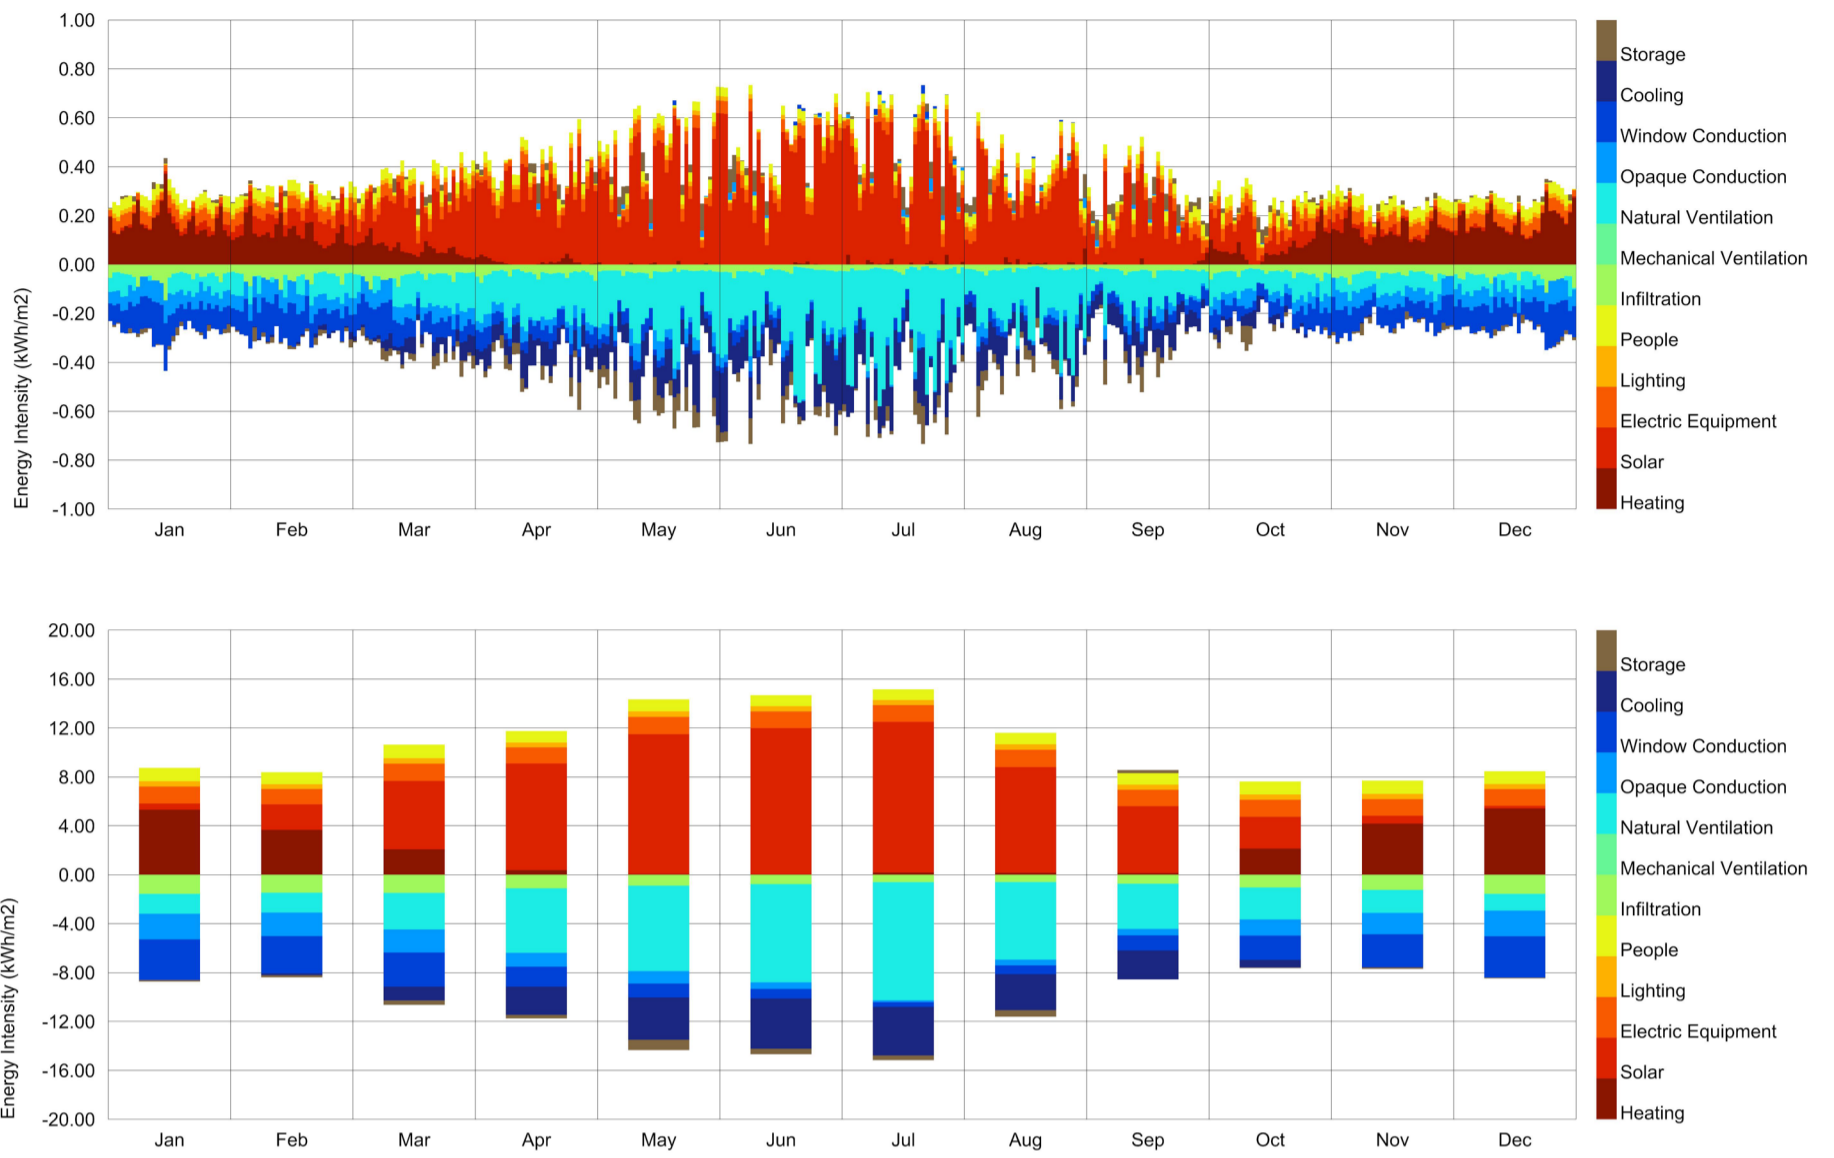 1.00
0.80
0.60
0.40
0.20
0.00
-0.20
-0.40
-0.60
-0.80
-1.00
Energy Intensity (kWh/m2)
Jan Feb Mar Apr May Jun Jul Aug Sep Oct Nov Dec
Storage
Cooling
Window Conduction
Opaque Conduction
Natural Ventilation
Mechanical Ventilation
Infiltration
People
Lighting
Electric Equipment
Solar
Heating
20.00
16.00
12.00
8.00
4.00
0.00
-4.00
-8.00
-12.00
-16.00
-20.00
Energy Intensity (kWh/m2)
Jan Feb Mar Apr May Jun Jul Aug Sep Oct Nov Dec
Storage
Cooling
Window Conduction
Opaque Conduction
Natural Ventilation
Mechanical Ventilation
Infiltration
People
Lighting
Electric Equipment
Solar
Heating